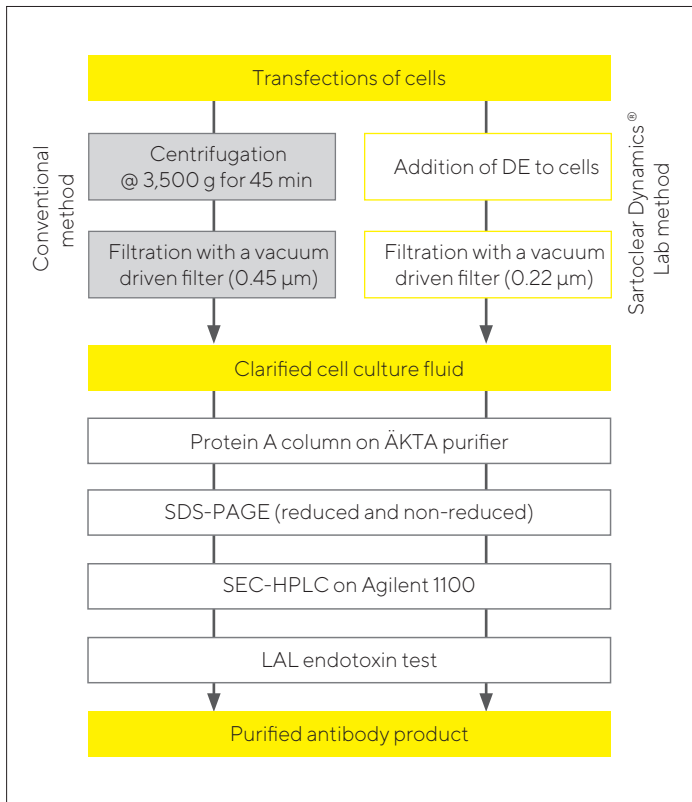 Transfections of cells
Conventional
method
Centrifugation
@ 3,500 g for 45 min
Filtration with a vacuum
driven filter (0.45 µm)
Addition of DE to cells
Filtration with a vacuum
driven filter (0.22 µm)
Sartoclear Dynamics®
Lab method
Clarified cell culture fluid
Protein A column on ÄKTA purifier
SDS-PAGE (reduced and non-reduced)
SEC-HPLC on Agilent 1100
LAL endotoxin test
Purified antibody product